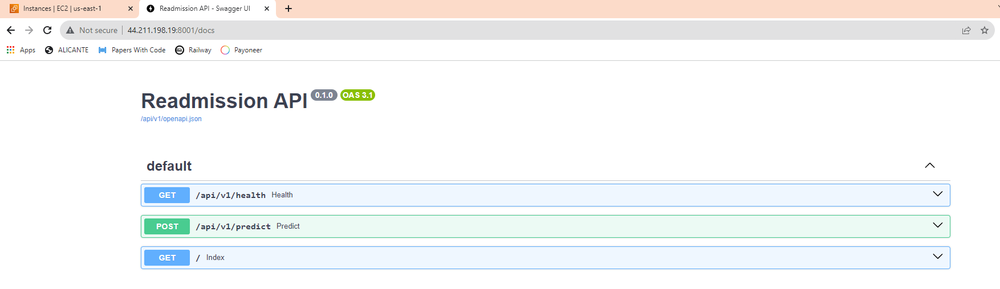 Instances | EC2 | us-east-1
Readmission API - Swagger UI
Not secure 44.211.198.19:8001/docs
Apps ALICANTE Papers With Code Railway Payoneer
Readmission API 0.1.0 OAS 3.1
/api/v1/openapi.json
default
GET /api/v1/health Health
POST /api/v1/predict Predict
GET / Index